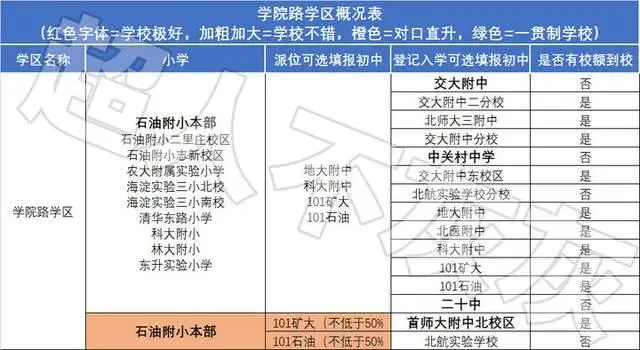 学院路学区概况表
(红色字体=学校极好，加粗加大=学校不错，橙色=对口直升，绿色=一贯制学校)
学区名称 小学 派位可选填报初中 登记入学可选填报初中 是否有校额到校
学院路学区
石油附小本部
石油附小二里庄校区
石油附小志新校区
农大附属实验小学
海淀实验三小北校
海淀实验三小南校
清华东路小学
科大附小
林大附小
东升实验小学
地大附中
科大附中
101矿大
101石油
交大附中 否
交大附中二分校 是
北师大三附中 是
交大附中分校 是
中关村中学 否
交大附中东校区 是
北航实验学校分校 否
地大附中 是
北医附中 是
科大附中 是
101矿大 是
101石油 是
二十中 否
石油附小本部
101矿大（不低于50%
101石油（不低于50%
首师大附中北校区 是
北航实验学校 否
超人不